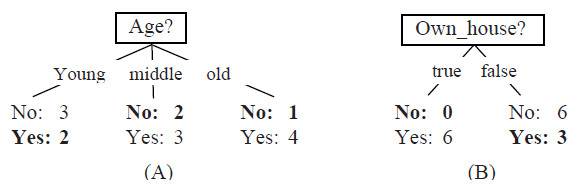 Age?
Young middle old
No: 3 No: 2 No: 1
Yes: 2 Yes: 3 Yes: 4
(A)
Own_house?
true false
No: 0 No: 6
Yes: 6 Yes: 3
(B)